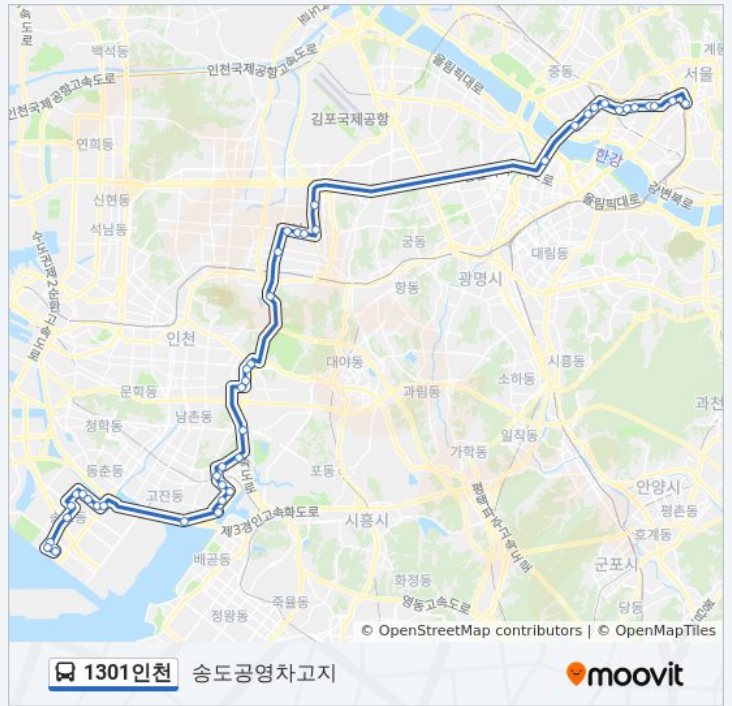 백석동
인천국제공항고속도로
인천국제공항고속도로
올림픽대로
중동
서울
김포국제공항
연희동
한강
신현동
올림픽대로
강변북로
석남동
궁동
대림동
수도권제2순환고속도로
광명시
항동
인천
대야동
시흥동
소하동
문학동
과림동
남촌동
과천
청학동
일직동
가학동
동춘동
고잔동
포동
평택파주고속도로
안양시
평촌동
제3경인고속화도로
시흥시
호계동
배곧동
군포시
화정동
죽율동
영동고속도로
당동
정왕동
© OpenStreetMap contributors | © OpenMapTiles
1301인천 송도공영차고지
moovit